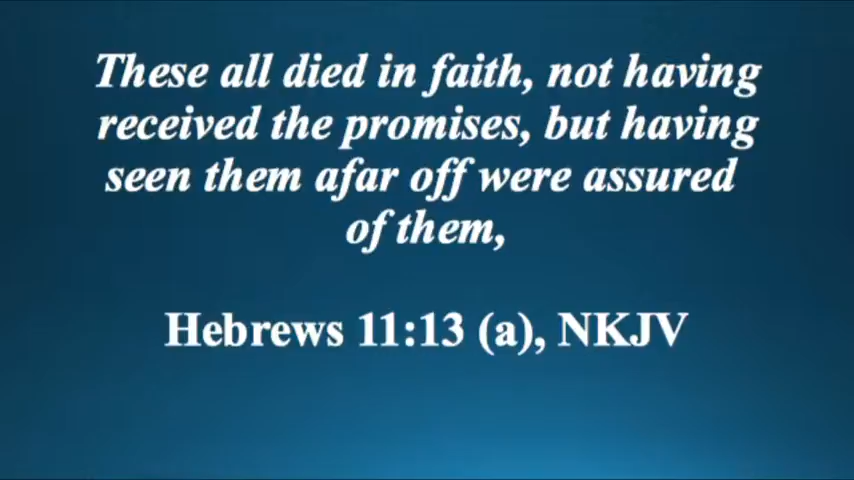 These all died in faith, not having
received the promises, but having
seen them afar off were assured
of them,
Hebrews 11:13 (a), NKJV